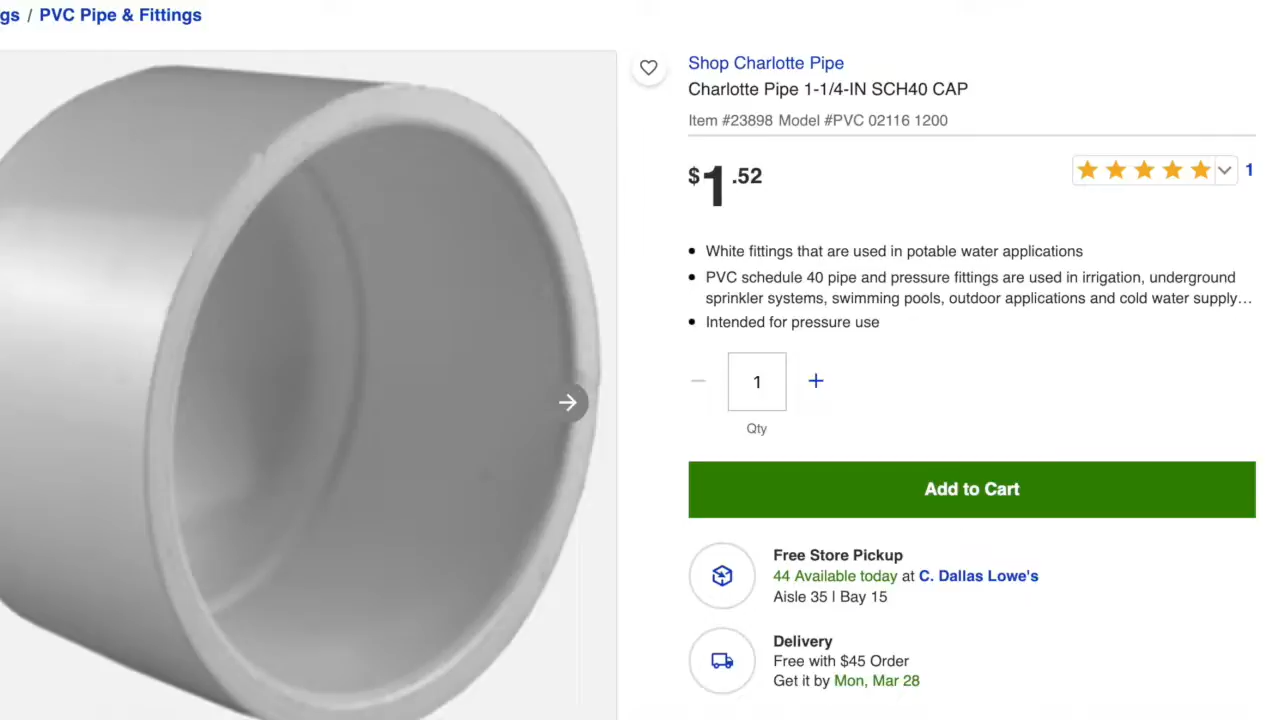 gs / PVC Pipe & Fittings
Shop Charlotte Pipe
Charlotte Pipe 1-1/4-IN SCH40 CAP
Item #23898 Model #PVC 02116 1200
$1.52
1
White fittings that are used in potable water applications
PVC schedule 40 pipe and pressure fittings are used in irrigation, underground
sprinkler systems, swimming pools, outdoor applications and cold water supply…
Intended for pressure use
1
Qty
Add to Cart
Free Store Pickup
44 Available today at C. Dallas Lowe's
Aisle 35 | Bay 15
Delivery
Free with $45 Order
Get it by Mon, Mar 28